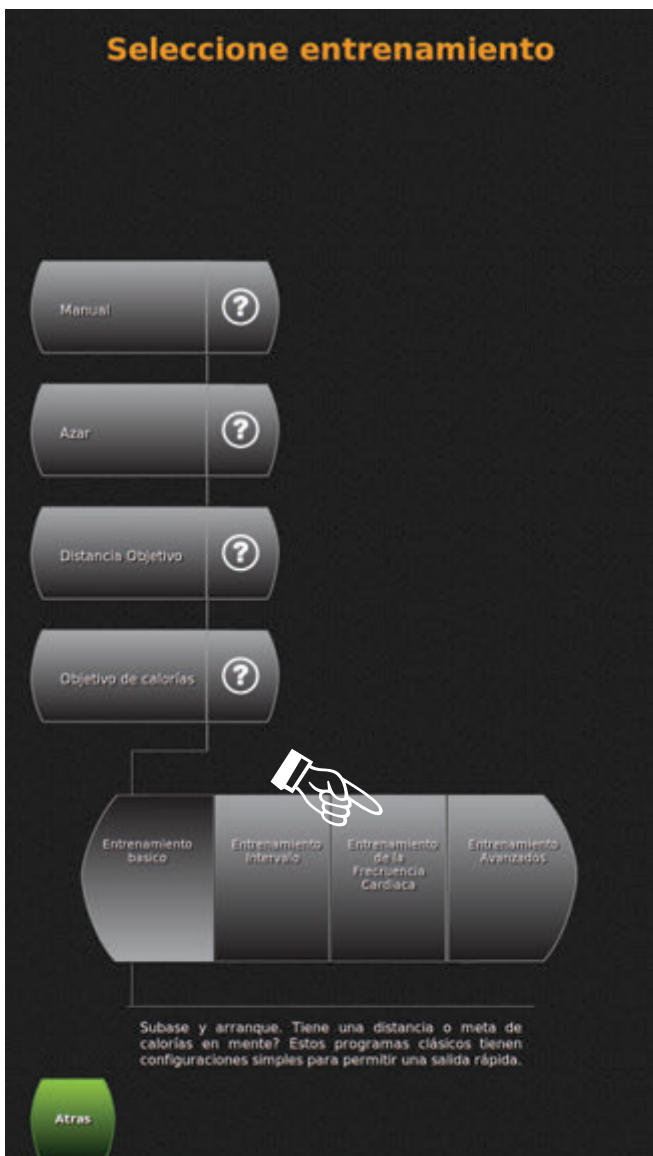 Seleccione entrenamiento
Manual
?
Azar
?
Distancia Objetivo
?
Objetivo de calorías
?
Entrenamiento
basico
Entrenamiento
Intervalo
Entrenamiento
de la
Frecruencia
Cardiaca
Entrenamiento
Avanzados
Subase y arranque. Tiene una distancia o meta de
calorías en mente? Estos programas clásicos tienen
configuraciones simples para permitir una salida rápida.
Atras